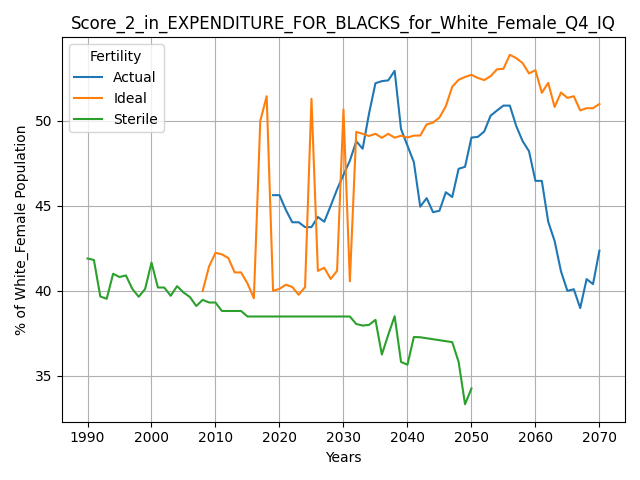 Score_2_in_EXPENDITURE_FOR_BLACKS_for_White_Female_Q4_IQ
Fertility
Actual
Ideal
Sterile
% of White_Female Population
50
45
40
35
1990 2000 2010 2020 2030 2040 2050 2060 2070
Years